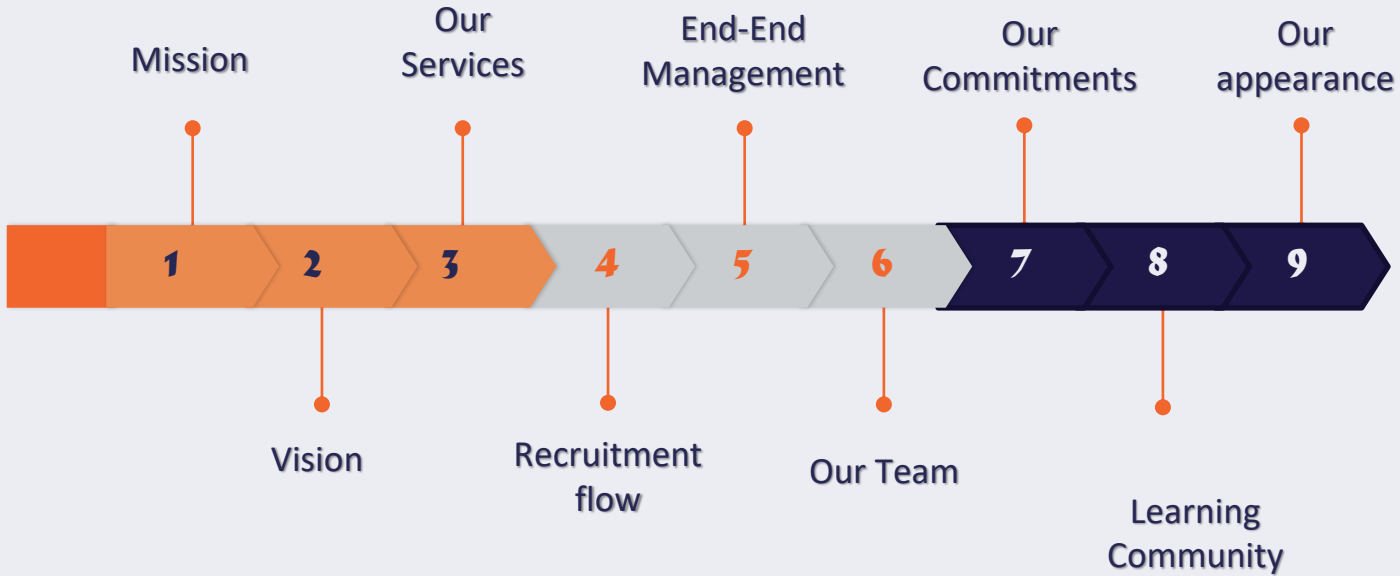 Mission
Our
Services
End-End
Management
Our
Commitments
Our
appearance
1
2
3
4
5
6
7
8
9
Vision
Recruitment
flow
Our Team
Learning
Community